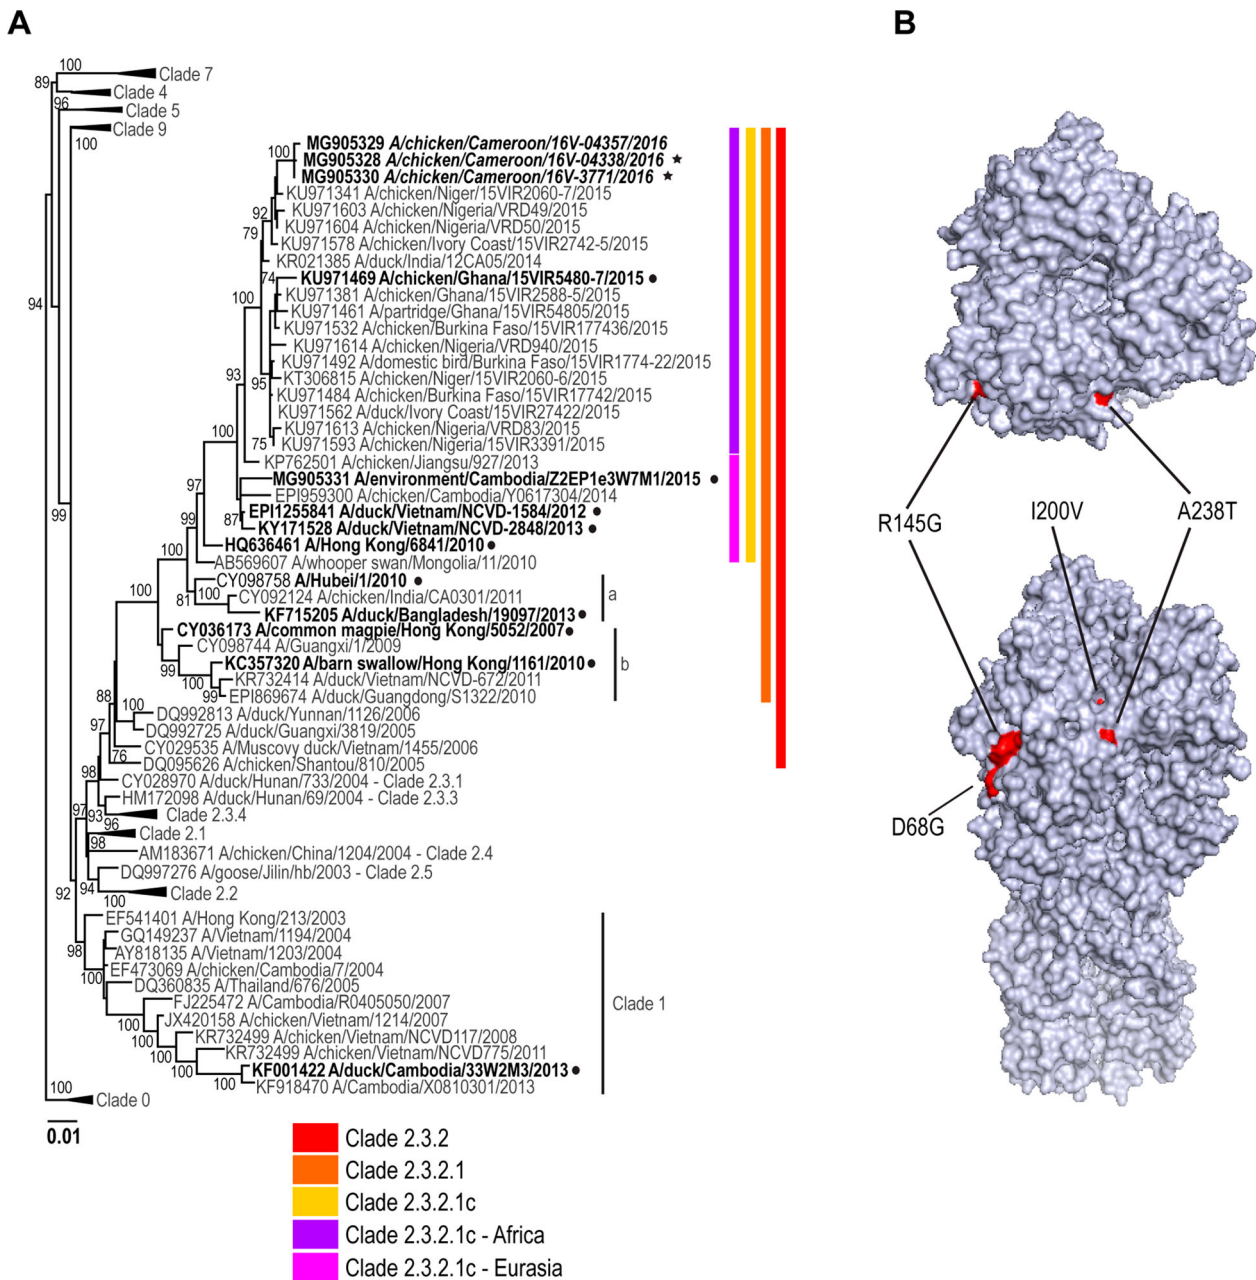 A
B
100
89
Clade 7
Clade 4
96
Clade 5
Clade 9
100
MG905329 A/chicken/Cameroon/16V-04357/2016
100
MG905328 A/chicken/Cameroon/16V-04338/2016 ★
MG905330 A/chicken/Cameroon/16V-3771/2016 ★
KU971341 A/chicken/Niger/15VIR2060-7/2015
92
KU971603 A/chicken/Nigeria/VRD49/2015
KU971604 A/chicken/Nigeria/VRD50/2015
79
KU971578 A/chicken/Ivory Coast/15VIR2742-5/2015
KR021385 A/duck/India/12CA05/2014
74
KU971469 A/chicken/Ghana/15VIR5480-7/2015 ●
94
100
KU971381 A/chicken/Ghana/15VIR2588-5/2015
KU971461 A/partridge/Ghana/15VIR54805/2015
KU971532 A/chicken/Burkina Faso/15VIR177436/2015
KU971614 A/chicken/Nigeria/VRD940/2015
KU971492 A/domestic bird/Burkina Faso/15VIR1774-22/2015
93
95
KT306815 A/chicken/Niger/15VIR2060-6/2015
KU971484 A/chicken/Burkina Faso/15VIR17742/2015
KU971562 A/duck/Ivory Coast/15VIR27422/2015
100
KU971613 A/chicken/Nigeria/VRD83/2015
75
KU971593 A/chicken/Nigeria/15VIR3391/2015
KP762501 A/chicken/Jiangsu/927/2013
MG905331 A/environment/Cambodia/Z2EP1e3W7M1/2015 ●
97
EPI959300 A/chicken/Cambodia/Y0617304/2014
99
99
87
EPI1255841 A/duck/Vietnam/NCVD-1584/2012 ●
KY171528 A/duck/Vietnam/NCVD-2848/2013 ●
HQ636461 A/Hong Kong/6841/2010 ●
100
AB569607 A/whooper swan/Mongolia/11/2010
CY098758 A/Hubei/1/2010 ●
100
81
100
CY092124 A/chicken/India/CA0301/2011
a
KF715205 A/duck/Bangladesh/19097/2013 ●
CY036173 A/common magpie/Hong Kong/5052/2007 ●
CY098744 A/Guangxi/1/2009
99
KC357320 A/barn swallow/Hong Kong/1161/2010 ●
b
100
KR732414 A/duck/Vietnam/NCVD-672/2011
99
EPI869674 A/duck/Guangdong/S1322/2010
88
100
DQ992813 A/duck/Yunnan/1126/2006
97
DQ992725 A/duck/Guangxi/3819/2005
CY029535 A/Muscovy duck/Vietnam/1455/2006
76
DQ095626 A/chicken/Shantou/810/2005
98
CY028970 A/duck/Hunan/733/2004 - Clade 2.3.1
HM172098 A/duck/Hunan/69/2004 - Clade 2.3.3
97
93
Clade 2.3.4
96
Clade 2.1
98
AM183671 A/chicken/China/1204/2004 - Clade 2.4
DQ997276 A/goose/Jilin/hb/2003 - Clade 2.5
92
94
100
Clade 2.2
EF541401 A/Hong Kong/213/2003
GQ149237 A/Vietnam/1194/2004
98
AY818135 A/Vietnam/1203/2004
100
EF473069 A/chicken/Cambodia/7/2004
DQ360835 A/Thailand/676/2005
FJ225472 A/Cambodia/R0405050/2007
Clade 1
100
JX420158 A/chicken/Vietnam/1214/2007
100
KR732499 A/chicken/Vietnam/NCVD117/2008
100
KR732499 A/chicken/Vietnam/NCVD775/2011
100
KF001422 A/duck/Cambodia/33W2M3/2013 ●
100
KF918470 A/Cambodia/X0810301/2013
100
Clade 0
0.01
Clade 2.3.2
Clade 2.3.2.1
Clade 2.3.2.1c
Clade 2.3.2.1c - Africa
Clade 2.3.2.1c - Eurasia
R145G
I200V
A238T
D68G